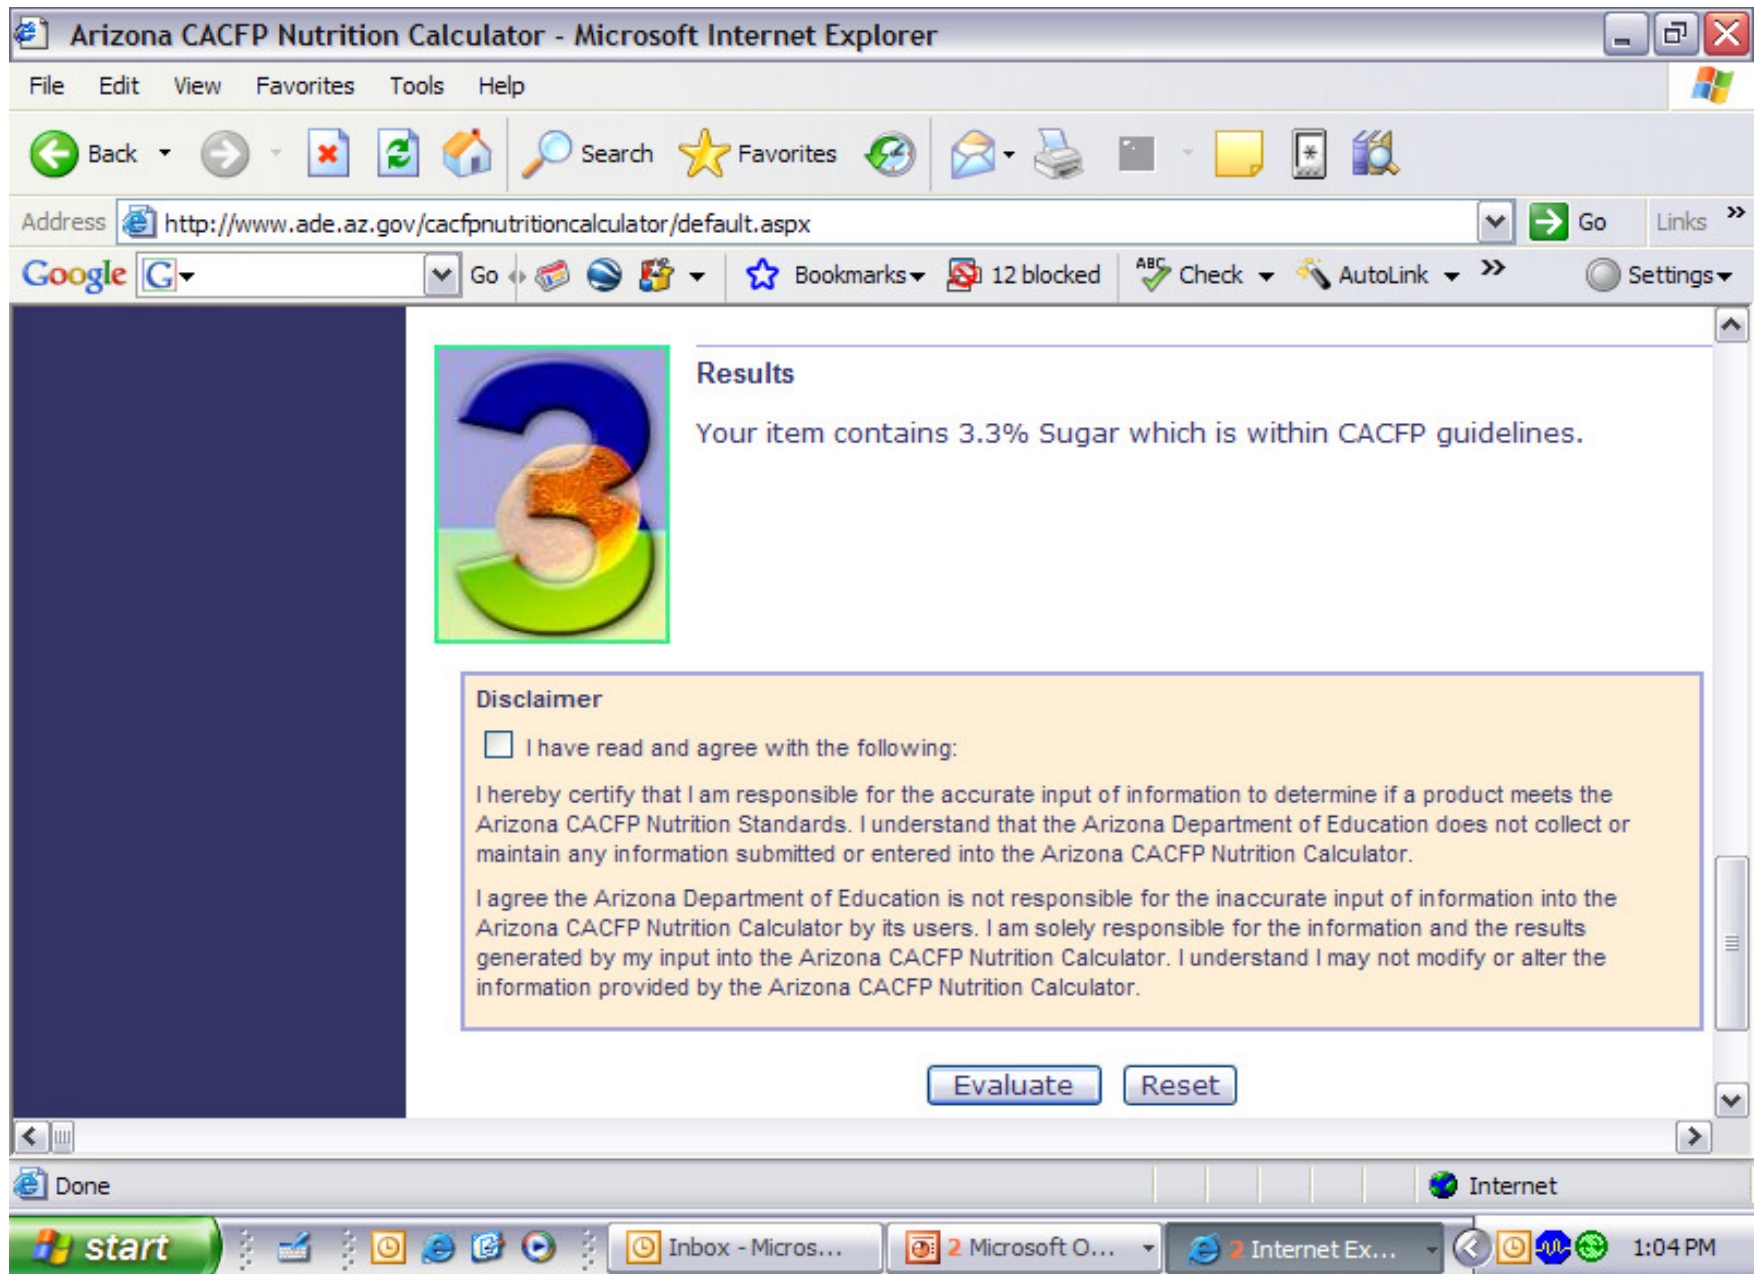 Arizona CACFP Nutrition Calculator - Microsoft Internet Explorer
File Edit View Favorites Tools Help
Back Search Favorites
Address http://www.ade.az.gov/cacfpnutritioncalculator/default.aspx Go Links »
Google G Go Bookmarks 12 blocked ABC Check AutoLink » Settings
3
Results
Your item contains 3.3% Sugar which is within CACFP guidelines.
Disclaimer
I have read and agree with the following:
I hereby certify that I am responsible for the accurate input of information to determine if a product meets the
Arizona CACFP Nutrition Standards. I understand that the Arizona Department of Education does not collect or
maintain any information submitted or entered into the Arizona CACFP Nutrition Calculator.
I agree the Arizona Department of Education is not responsible for the inaccurate input of information into the
Arizona CACFP Nutrition Calculator by its users. I am solely responsible for the information and the results
generated by my input into the Arizona CACFP Nutrition Calculator. I understand I may not modify or alter the
information provided by the Arizona CACFP Nutrition Calculator.
Evaluate Reset
Done Internet
start Inbox - Micros... 2 Microsoft O... 2 Internet Ex... 1:04 PM